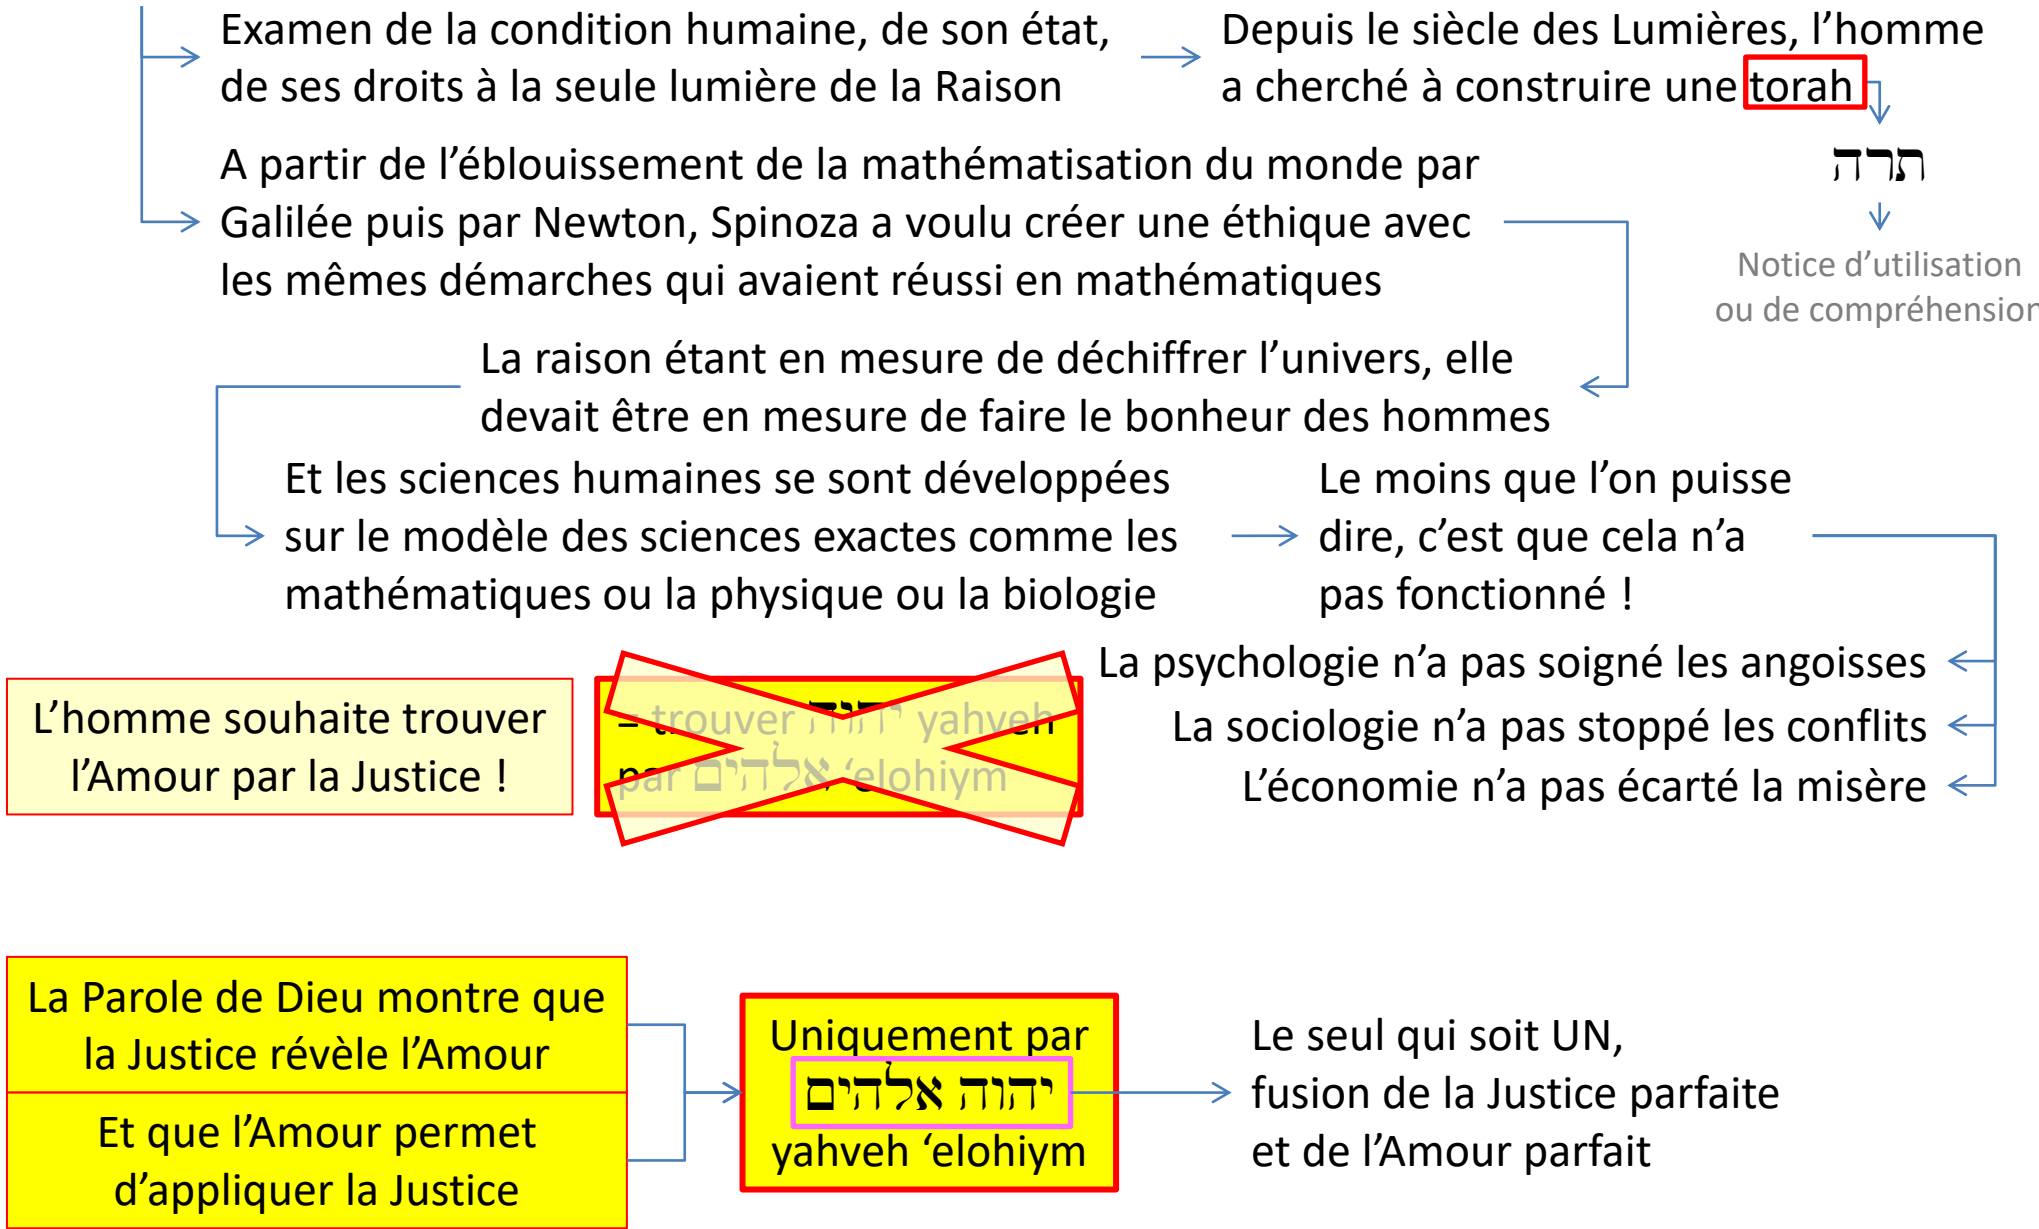 Examen de la condition humaine, de son état,
de ses droits à la seule lumière de la Raison
Depuis le siècle des Lumières, l’homme
a cherché à construire une torah
תרה
Notice d’utilisation
ou de compréhension
A partir de l’éblouissement de la mathématisation du monde par
Galilée puis par Newton, Spinoza a voulu créer une éthique avec
les mêmes démarches qui avaient réussi en mathématiques
La raison étant en mesure de déchiffrer l’univers, elle
devait être en mesure de faire le bonheur des hommes
Et les sciences humaines se sont développées
sur le modèle des sciences exactes comme les
mathématiques ou la physique ou la biologie
Le moins que l’on puisse
dire, c’est que cela n’a
pas fonctionné !
La psychologie n’a pas soigné les angoisses
La sociologie n’a pas stoppé les conflits
L’économie n’a pas écarté la misère
L’homme souhaite trouver
l’Amour par la Justice !
= trouver יהוה yahveh
par אלהים ‘elohiym
La Parole de Dieu montre que
la Justice révèle l’Amour
Et que l’Amour permet
d’appliquer la Justice
Uniquement par
יהוה אלהים
yahveh ‘elohiym
Le seul qui soit UN,
fusion de la Justice parfaite
et de l’Amour parfait